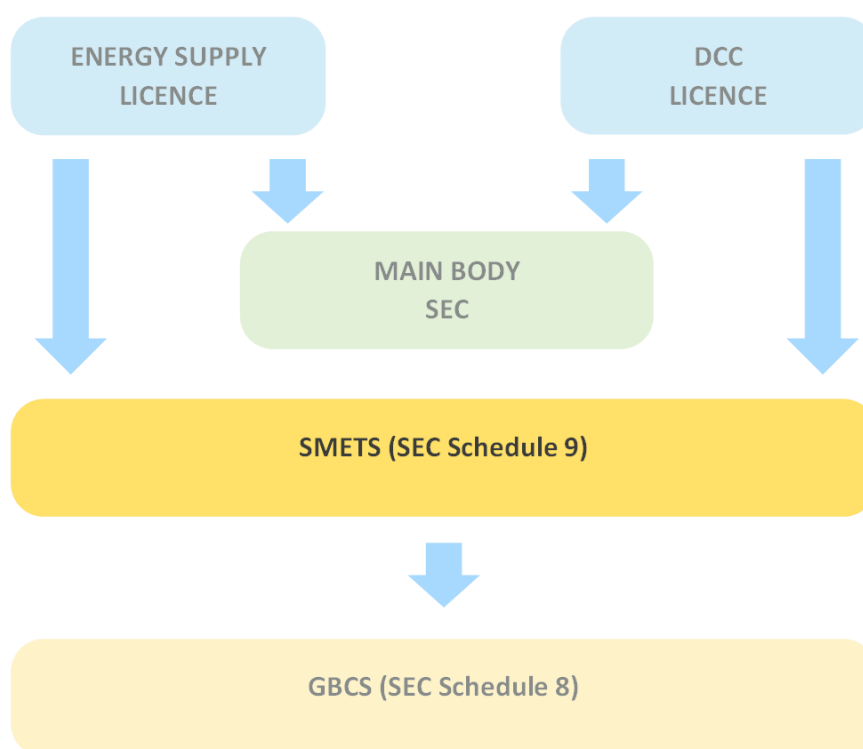 ENERGY SUPPLY
LICENCE
DCC
LICENCE
MAIN BODY
SEC
SMETS (SEC Schedule 9)
GBCS (SEC Schedule 8)